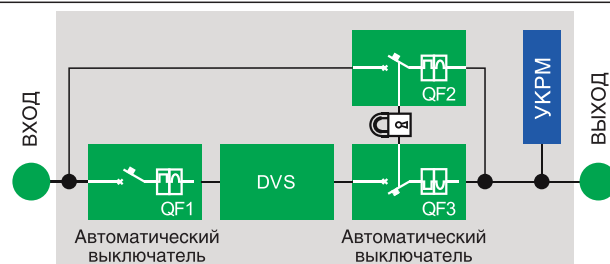 ВХОД
QF1
Автоматический
выключатель
DVS
QF2
QF3
Автоматический
выключатель
УКРМ
ВЫХОД